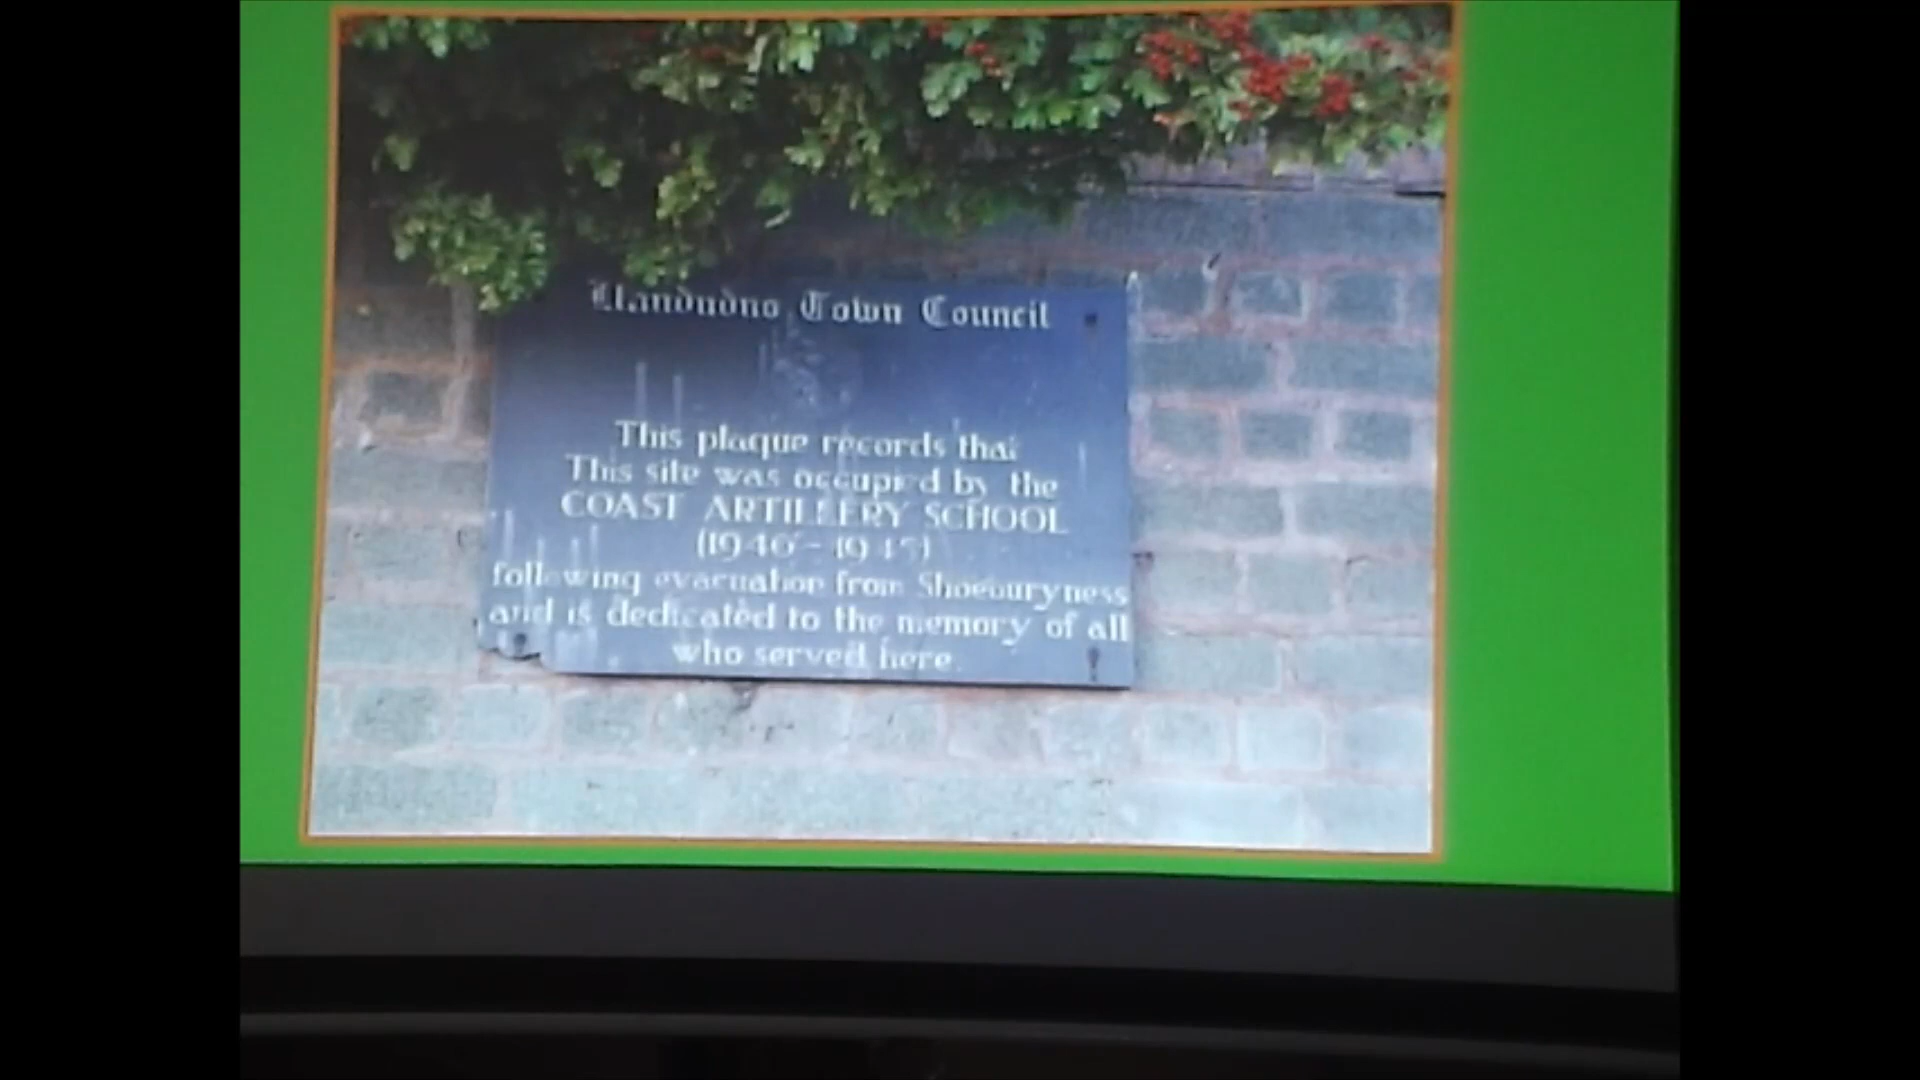 Llandudno Town Council
This plaque records that
This site was occupied by the
COAST ARTILLERY SCHOOL
(1940 - 1945)
following evacuation from Shoeburyness
and is dedicated to the memory of all
who served here.